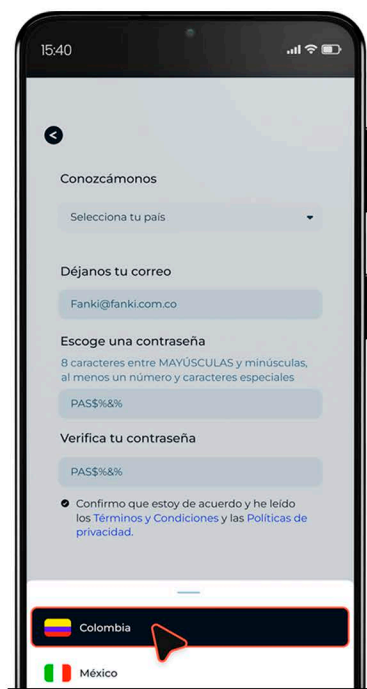 15:40
Conozcámonos
Selecciona tu país
Déjanos tu correo
Fanki@fanki.com.co
Escoge una contraseña
8 caracteres entre MAYÚSCULAS y minúsculas,
al menos un número y caracteres especiales
PAS$%&%
Verifica tu contraseña
PAS$%&%
Confirmo que estoy de acuerdo y he leído
los Términos y Condiciones y las Políticas de
privacidad.
Colombia
México